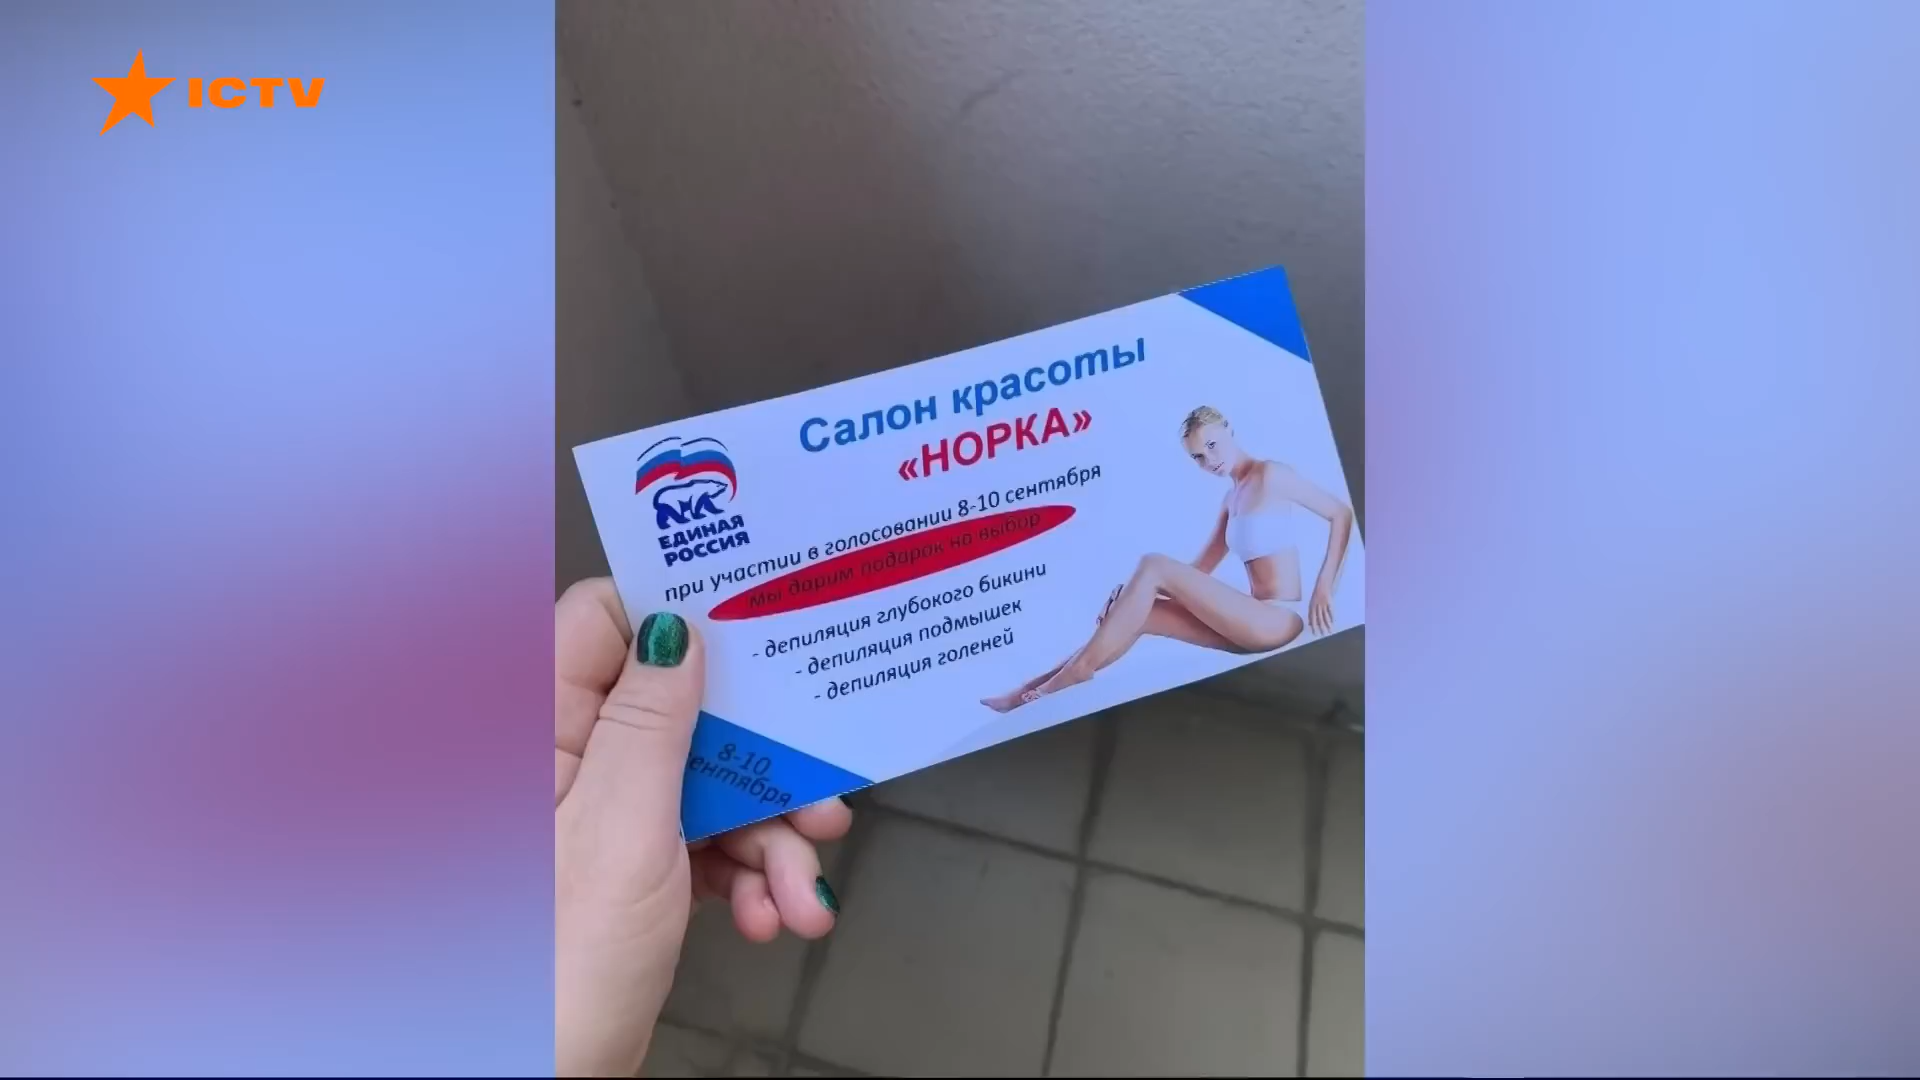 ICTV
Салон красоты
«НОРКА»
ЕДИНАЯ
РОССИЯ
при участии в голосовании 8-10 сентября
мы дарим подарок на выбор
- депиляция глубокого бикини
- депиляция подмышек
- депиляция голеней
8-10
сентября